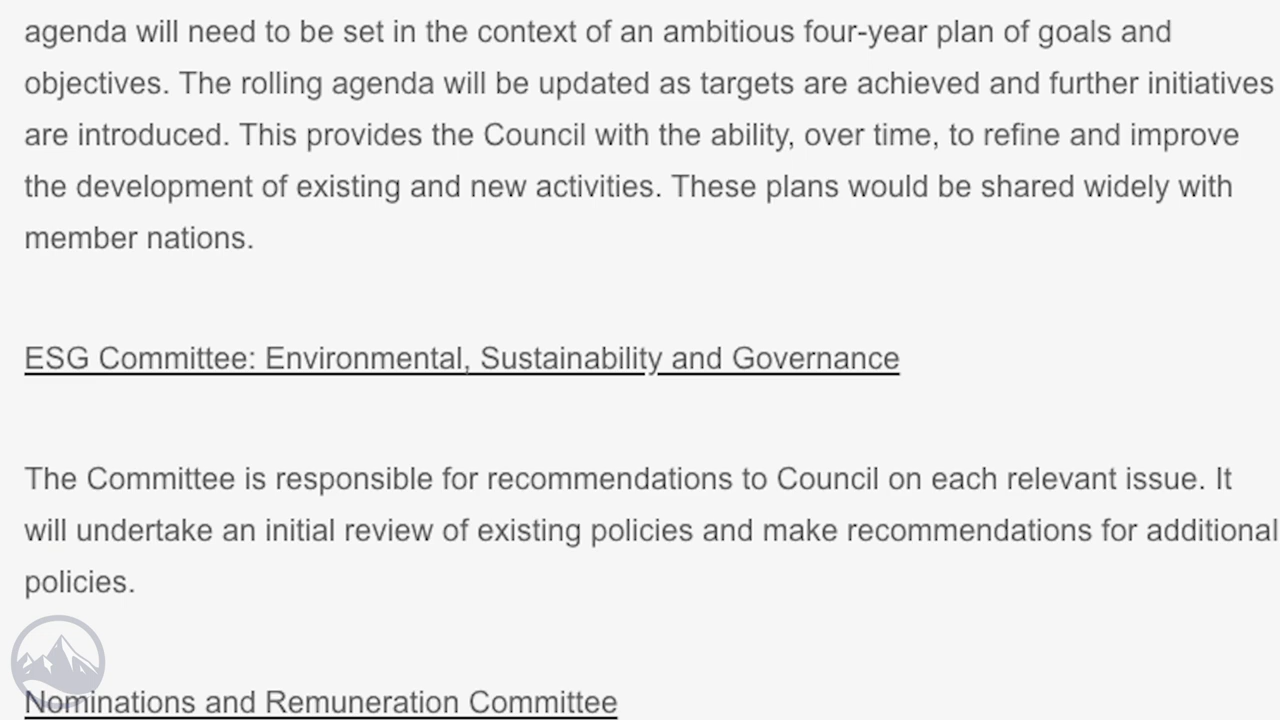 agenda will need to be set in the context of an ambitious four-year plan of goals and
objectives. The rolling agenda will be updated as targets are achieved and further initiatives
are introduced. This provides the Council with the ability, over time, to refine and improve
the development of existing and new activities. These plans would be shared widely with
member nations.
ESG Committee: Environmental, Sustainability and Governance
The Committee is responsible for recommendations to Council on each relevant issue. It
will undertake an initial review of existing policies and make recommendations for additional
policies.
Nominations and Remuneration Committee